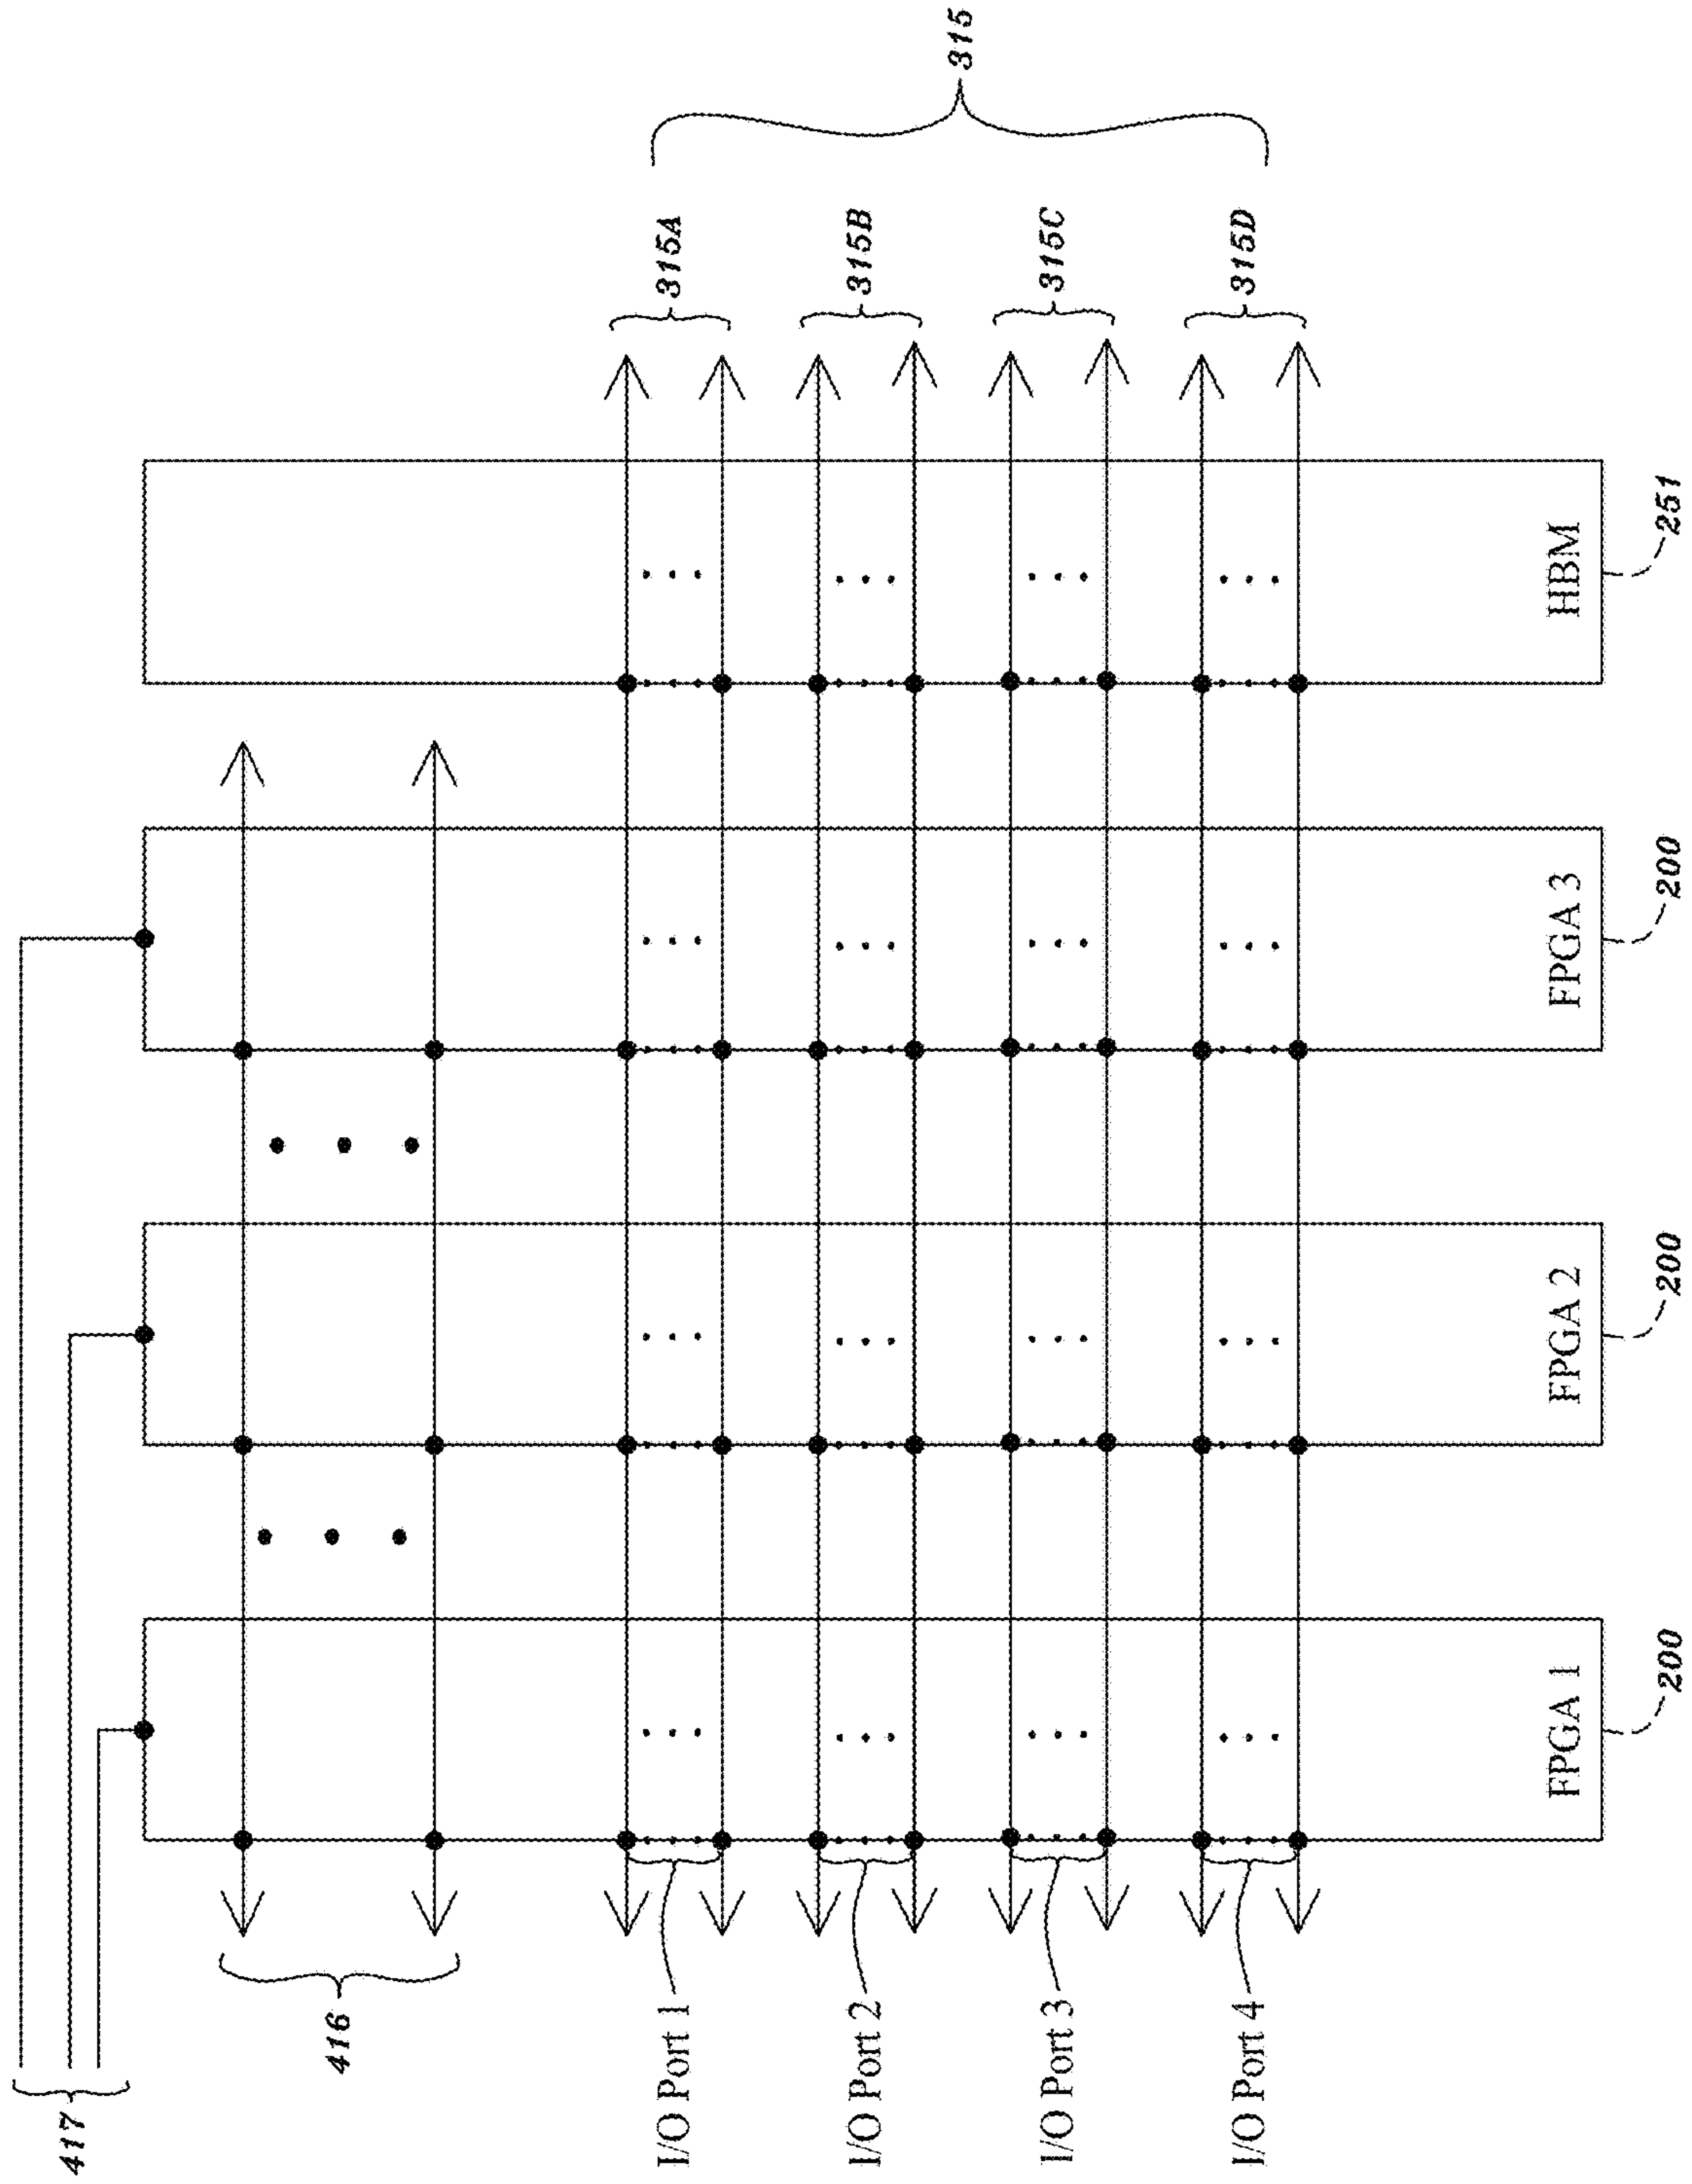 417
416
I/O Port 1
I/O Port 2
I/O Port 3
I/O Port 4
FPGA 1
200
FPGA 2
200
FPGA 3
200
HBM
251
315A
315B
315C
315D
315